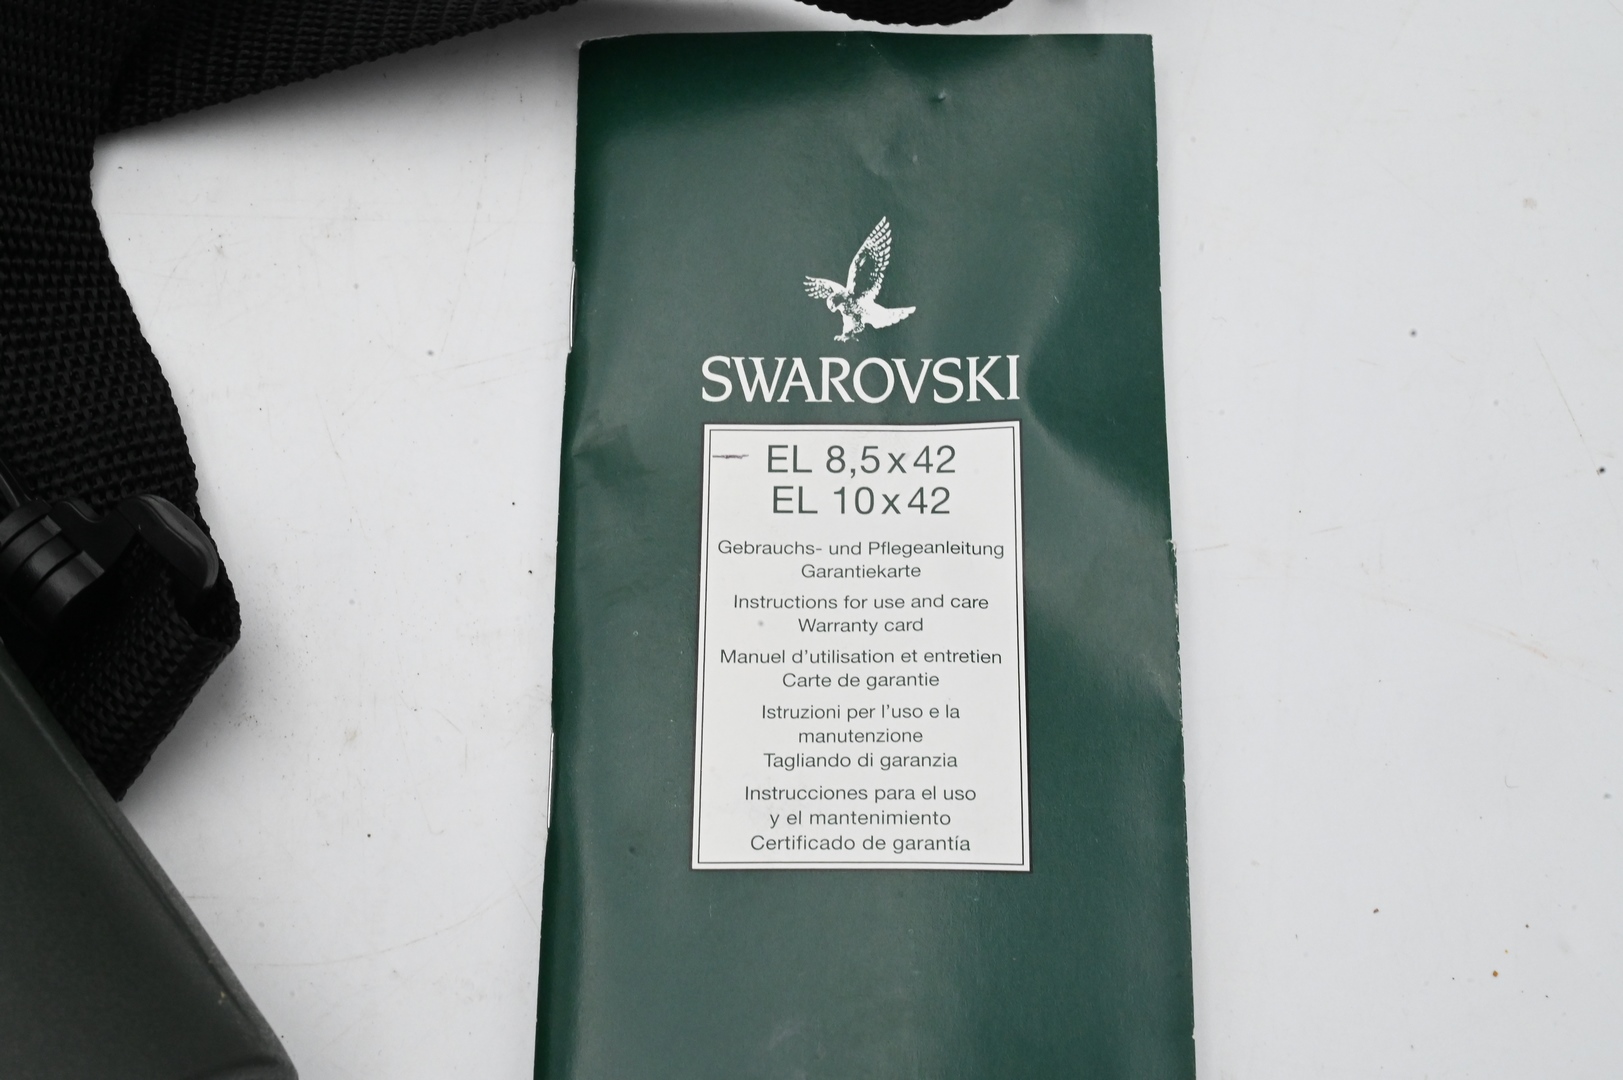 SWAROVSKI
EL 8,5x42
EL 10x42
Gebrauchs- und Pflegeanleitung
Garantiekarte
Instructions for use and care
Warranty card
Manuel d'utilisation et entretien
Carte de garantie
Istruzioni per l'uso e la
manutenzione
Tagliando di garanzia
Instrucciones para el uso
y el mantenimiento
Certificado de garantía